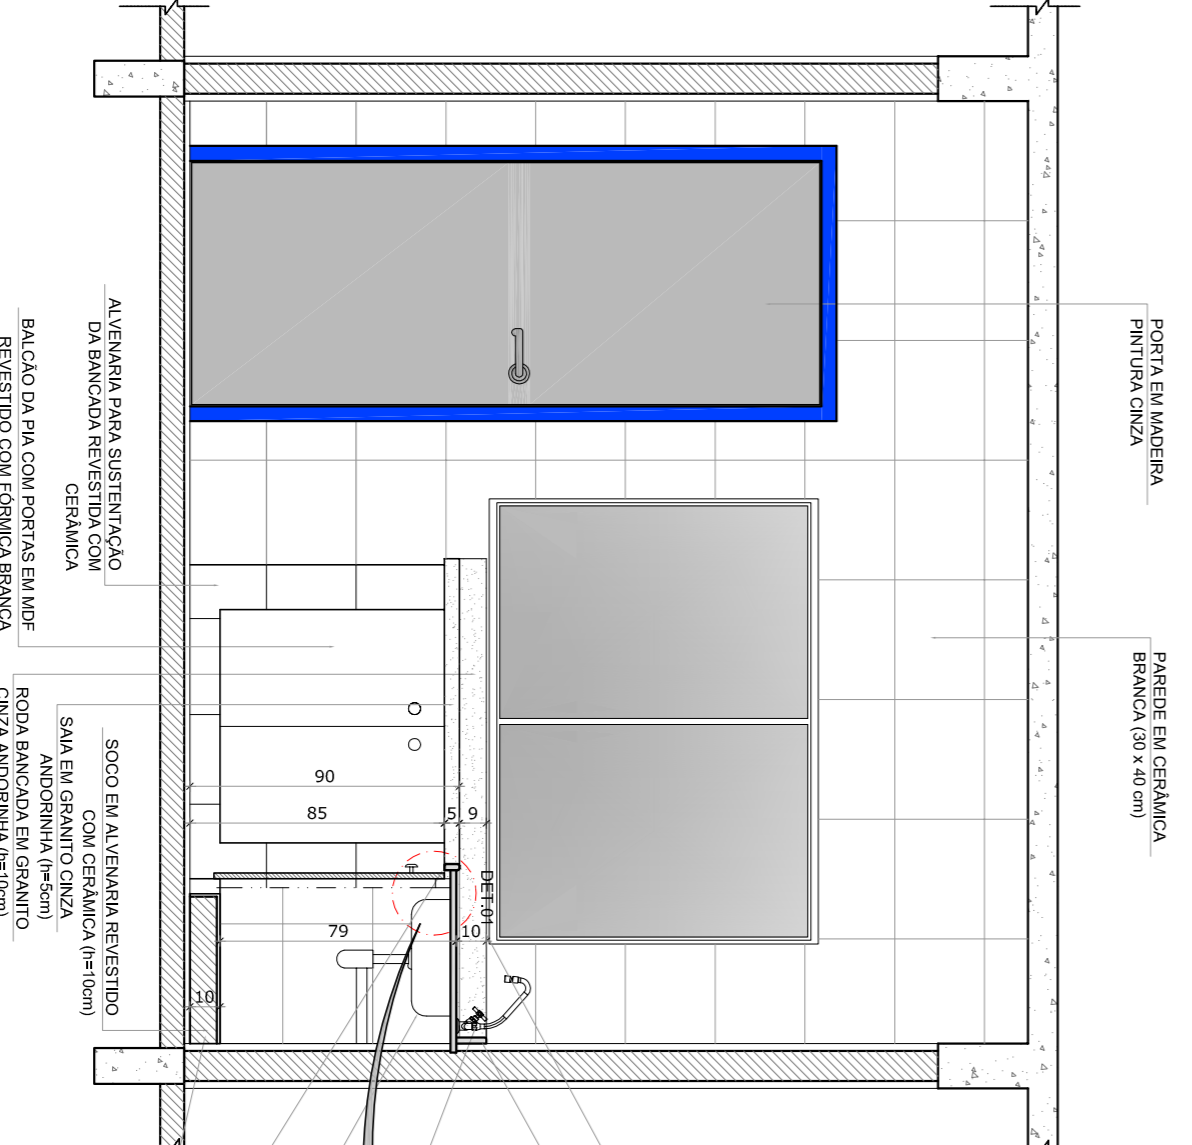 PORTA EM MADEIRA
PINTURA CINZA
PAREDE EM CERÂMICA
BRANCA (30 x 40 cm)
ALVENARIA PARA SUSTENTAÇÃO
DA BANCADA REVESTIDA COM
CERÂMICA
BALCÃO DA PIA COM PORTAS EM MDF
REVESTIDO COM FÓRMICA BRANCA
SOCO EM ALVENARIA REVESTIDO
COM CERÂMICA (h=10cm)
SAIA EM GRANITO CINZA
ANDORINHA (h=5cm)
RODA BANCADA EM GRANITO
CINZA ANDORINHA (h=10cm)
90
85
5
9
DET.01
79
10
10